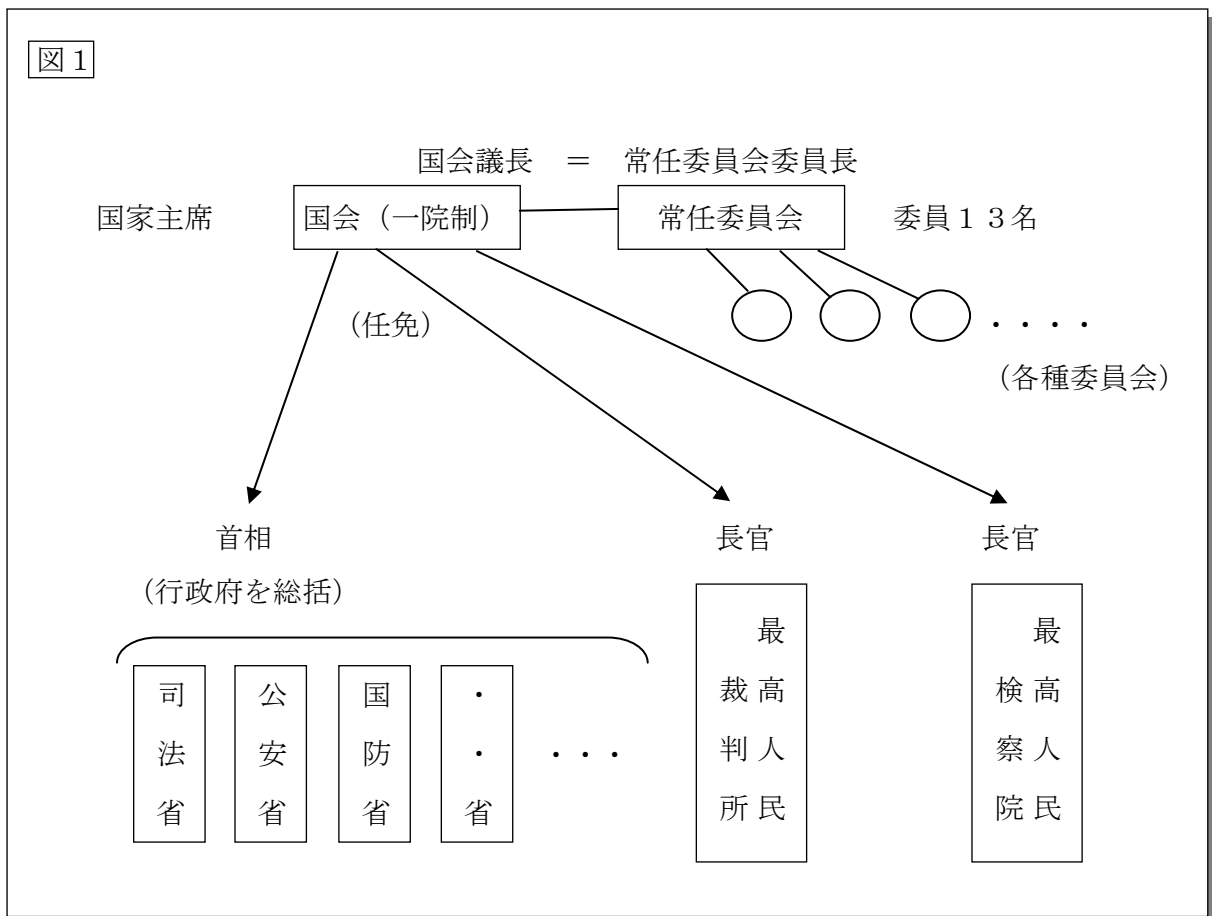 図１
国会議長　＝　常任委員会委員長
国家主席
国会（一院制）
常任委員会
委員１３名
（任免）
・・・・
（各種委員会）
首相
長官
長官
（行政府を総括）
司法省
公安省
国防省
・・省
・・・
最高人民裁判所
最高人民検察院